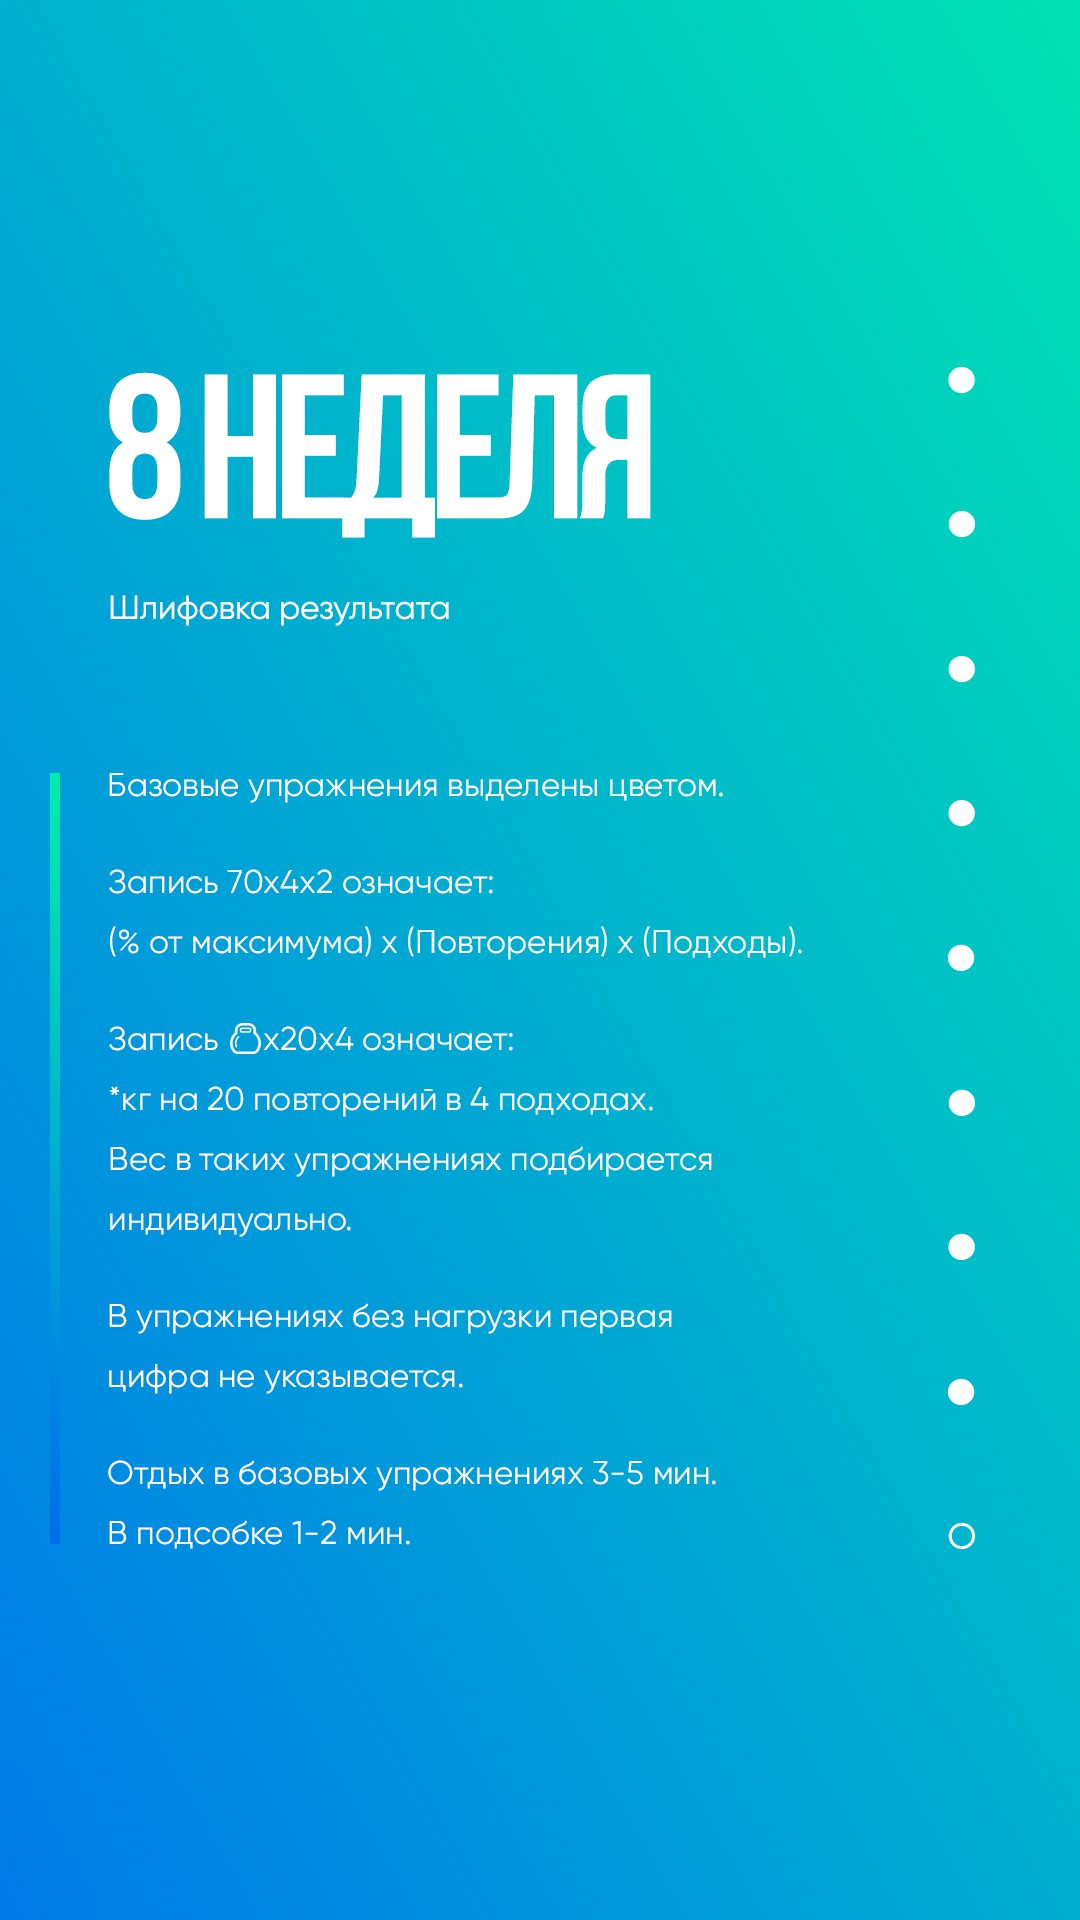 8 НЕДЕЛЯ
Шлифовка результата
Базовые упражнения выделены цветом.
Запись 70х4х2 означает:
(% от максимума) х (Повторения) х (Подходы).
Запись х20х4 означает:
*кг на 20 повторений в 4 подходах.
Вес в таких упражнениях подбирается
индивидуально.
В упражнениях без нагрузки первая
цифра не указывается.
Отдых в базовых упражнениях 3-5 мин.
В подсобке 1-2 мин.